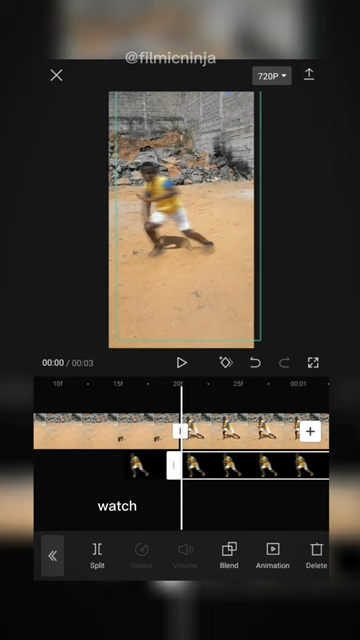 @filmicninja
720P
00:00 / 00:03
10f 15f 20f 25f 00:01
watch
Split Speed Volume Blend Animation Delete